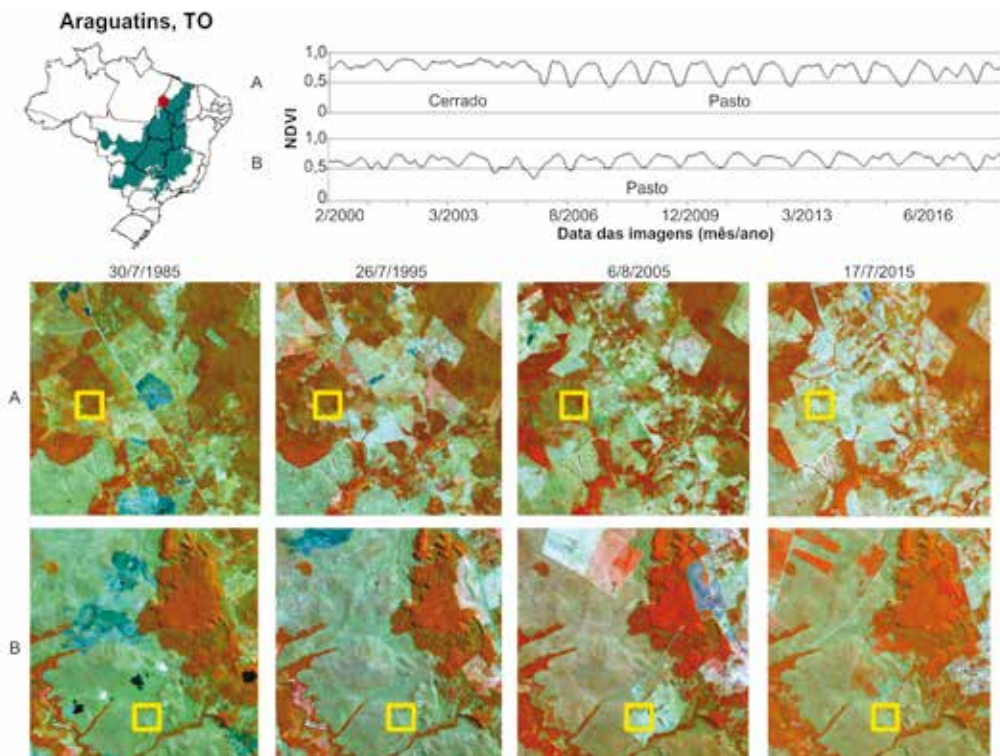 Araguatins, TO
A
1,0
0,5
0
Cerrado
Pasto
NDVI
B
1,0
0,5
0
Pasto
2/2000
3/2003
8/2006
12/2009
3/2013
6/2016
Data das imagens (mês/ano)
30/7/1985
26/7/1995
6/8/2005
17/7/2015
A
B